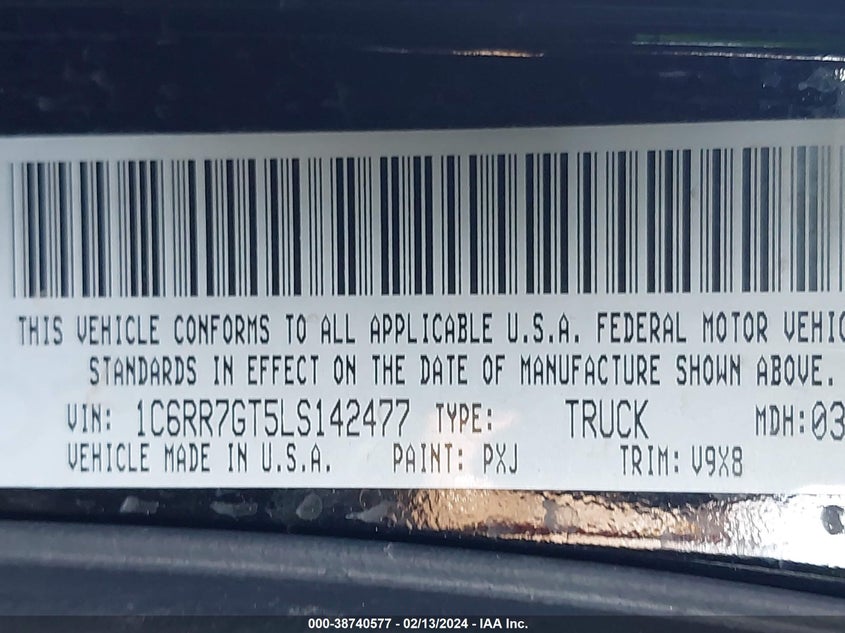 THIS VEHICLE CONFORMS TO ALL APPLICABLE U.S.A. FEDERAL MOTOR VEHIC
STANDARDS IN EFFECT ON THE DATE OF MANUFACTURE SHOWN ABOVE.
VIN: 1C6RR7GT5LS142477 TYPE: TRUCK MDH:03
VEHICLE MADE IN U.S.A. PAINT: PXJ TRIM: V9X8
000-38740577 - 02/13/2024 - IAA Inc.